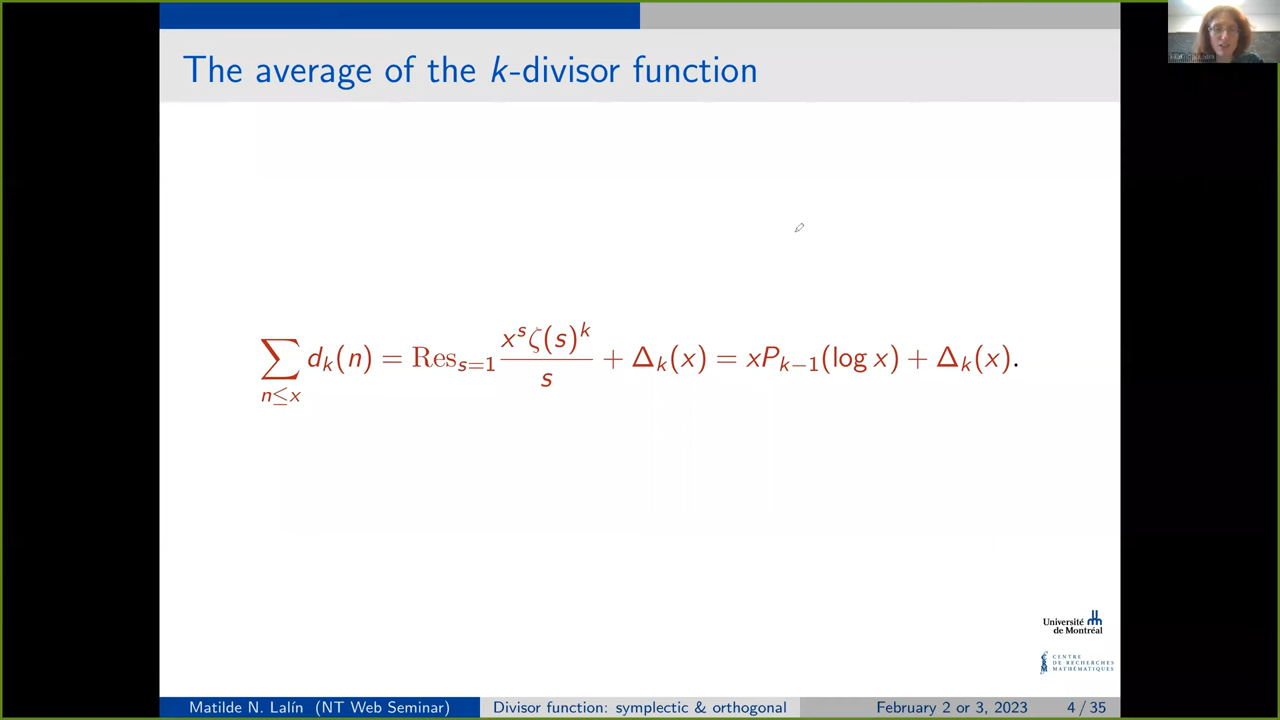 The average of the k-divisor function
∑_{n≤x} d_k(n) = Res_{s=1} \frac{x^s ζ(s)^k}{s} + Δ_k(x) = xP_{k−1}(log x) + Δ_k(x).
Université
de Montréal
CENTRE
DE RECHERCHES
MATHÉMATIQUES
Matilde N. Lalín (NT Web Seminar)
Divisor function: symplectic & orthogonal
February 2 or 3, 2023
4 / 35